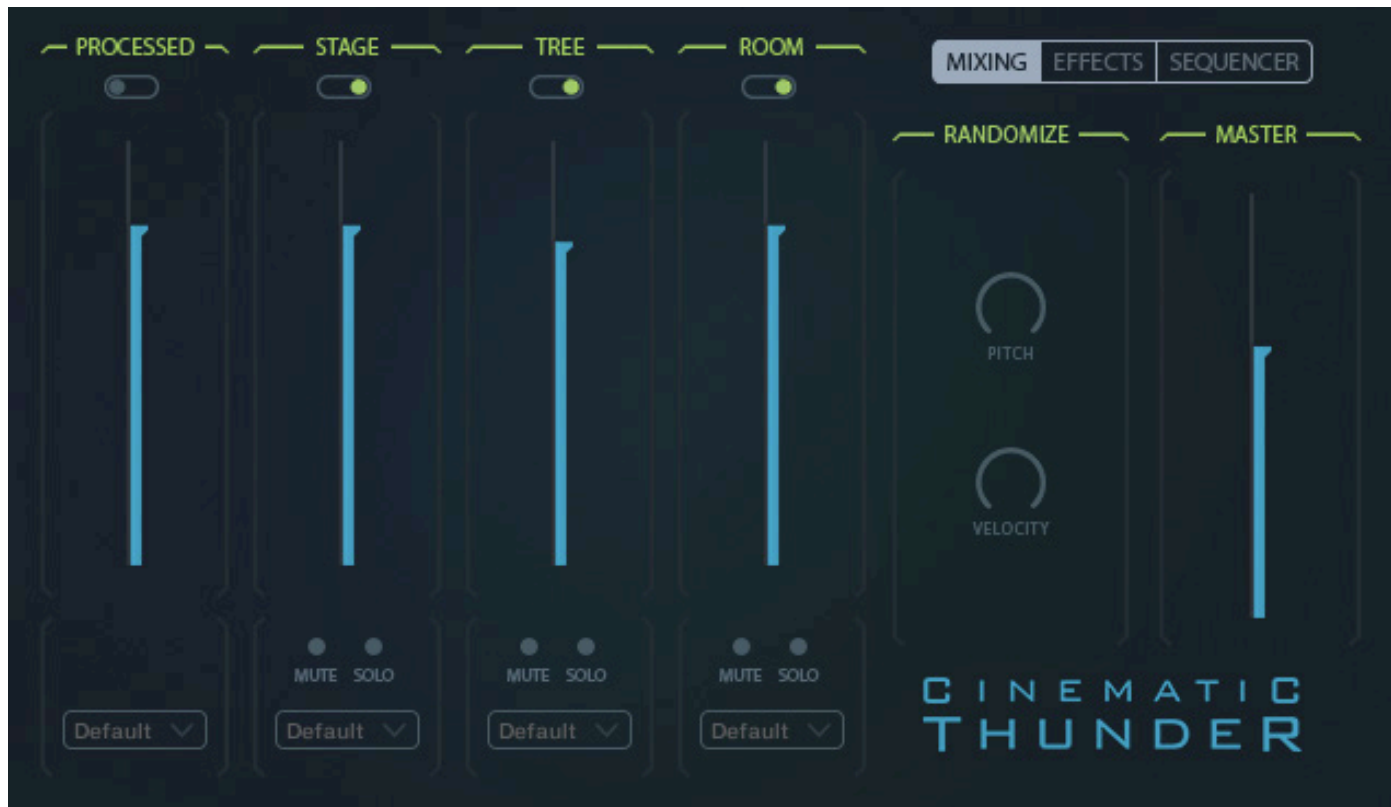 PROCESSED STAGE TREE ROOM
MIXING EFFECTS SEQUENCER
RANDOMIZE MASTER
PITCH
VELOCITY
MUTE SOLO MUTE SOLO MUTE SOLO
Default Default Default Default
CINEMATIC
THUNDER